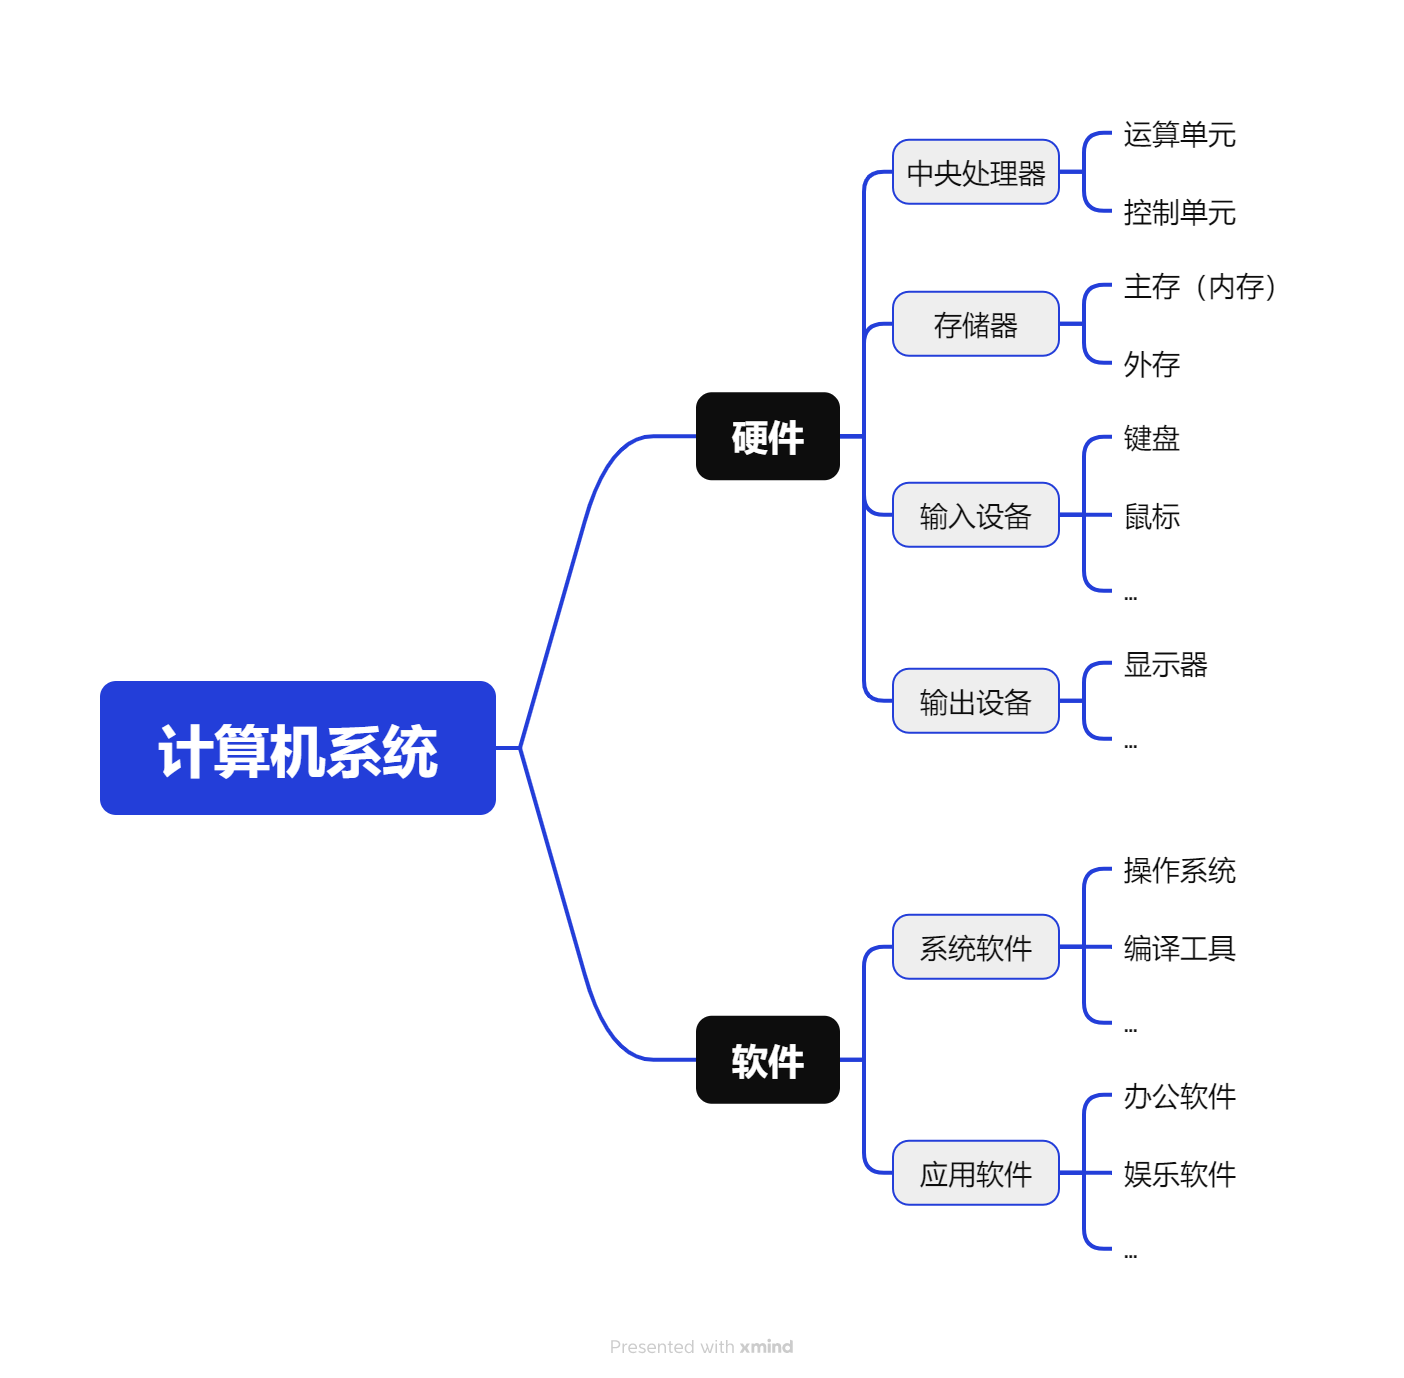 计算机系统
硬件
中央处理器
运算单元
控制单元
存储器
主存（内存）
外存
输入设备
键盘
鼠标
...
输出设备
显示器
...
软件
系统软件
操作系统
编译工具
...
应用软件
办公软件
娱乐软件
...
Presented with xmind